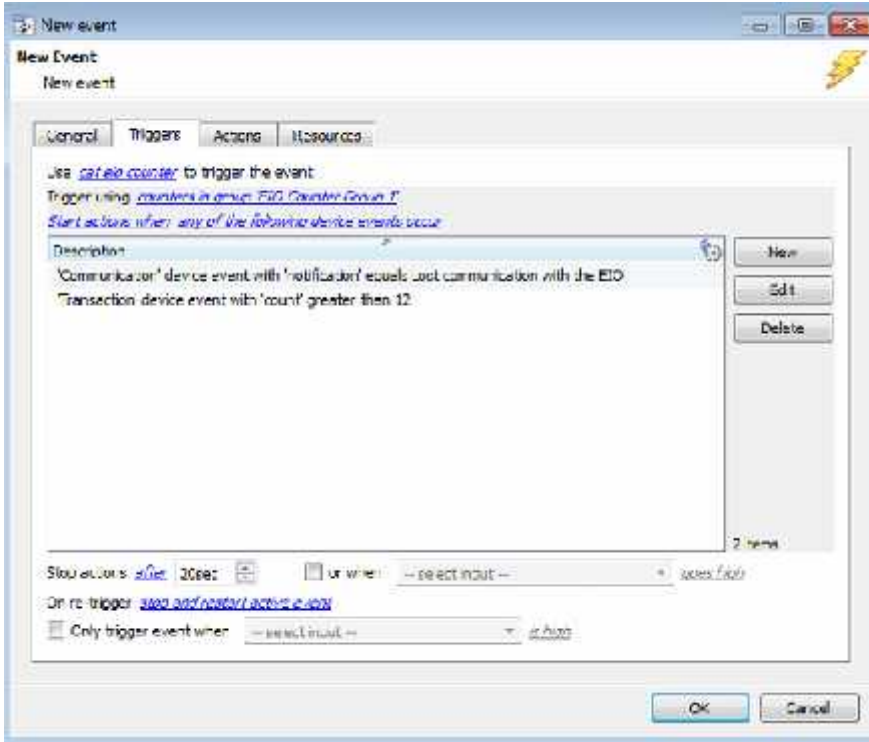 New event
New Event
New event
General Triggers Actions Resources
Use cat eio counter to trigger the event
Trigger using counters in group 'EIO Counter Group 1'
Start actions when any of the following device events occur
Description
'Communication' device event with 'notification' equals Lost communication with the EIO
'Transaction' device event with 'count' greater then 12
New
Edit
Delete
2 items
Stop actions after 20sec or when -- select input -- goes high
On re-trigger stop and restart active event
Only trigger event when -- select input -- is high
OK Cancel